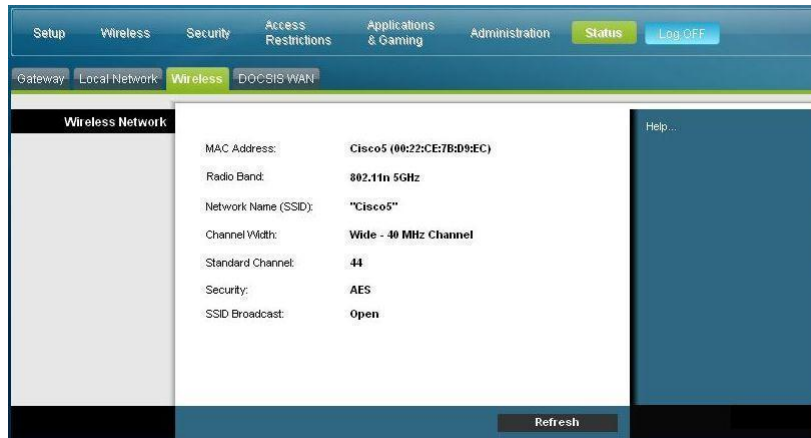 Setup Wireless Security Access Restrictions Applications & Gaming Administration Status Log OFF
Gateway Local Network Wireless DOCSIS WAN
Wireless Network
Help...
MAC Address: Cisco5 (00:22:CE:7B:D9:EC)
Radio Band: 802.11n 5GHz
Network Name (SSID): "Cisco5"
Channel Width: Wide - 40 MHz Channel
Standard Channel: 44
Security: AES
SSID Broadcast: Open
Refresh